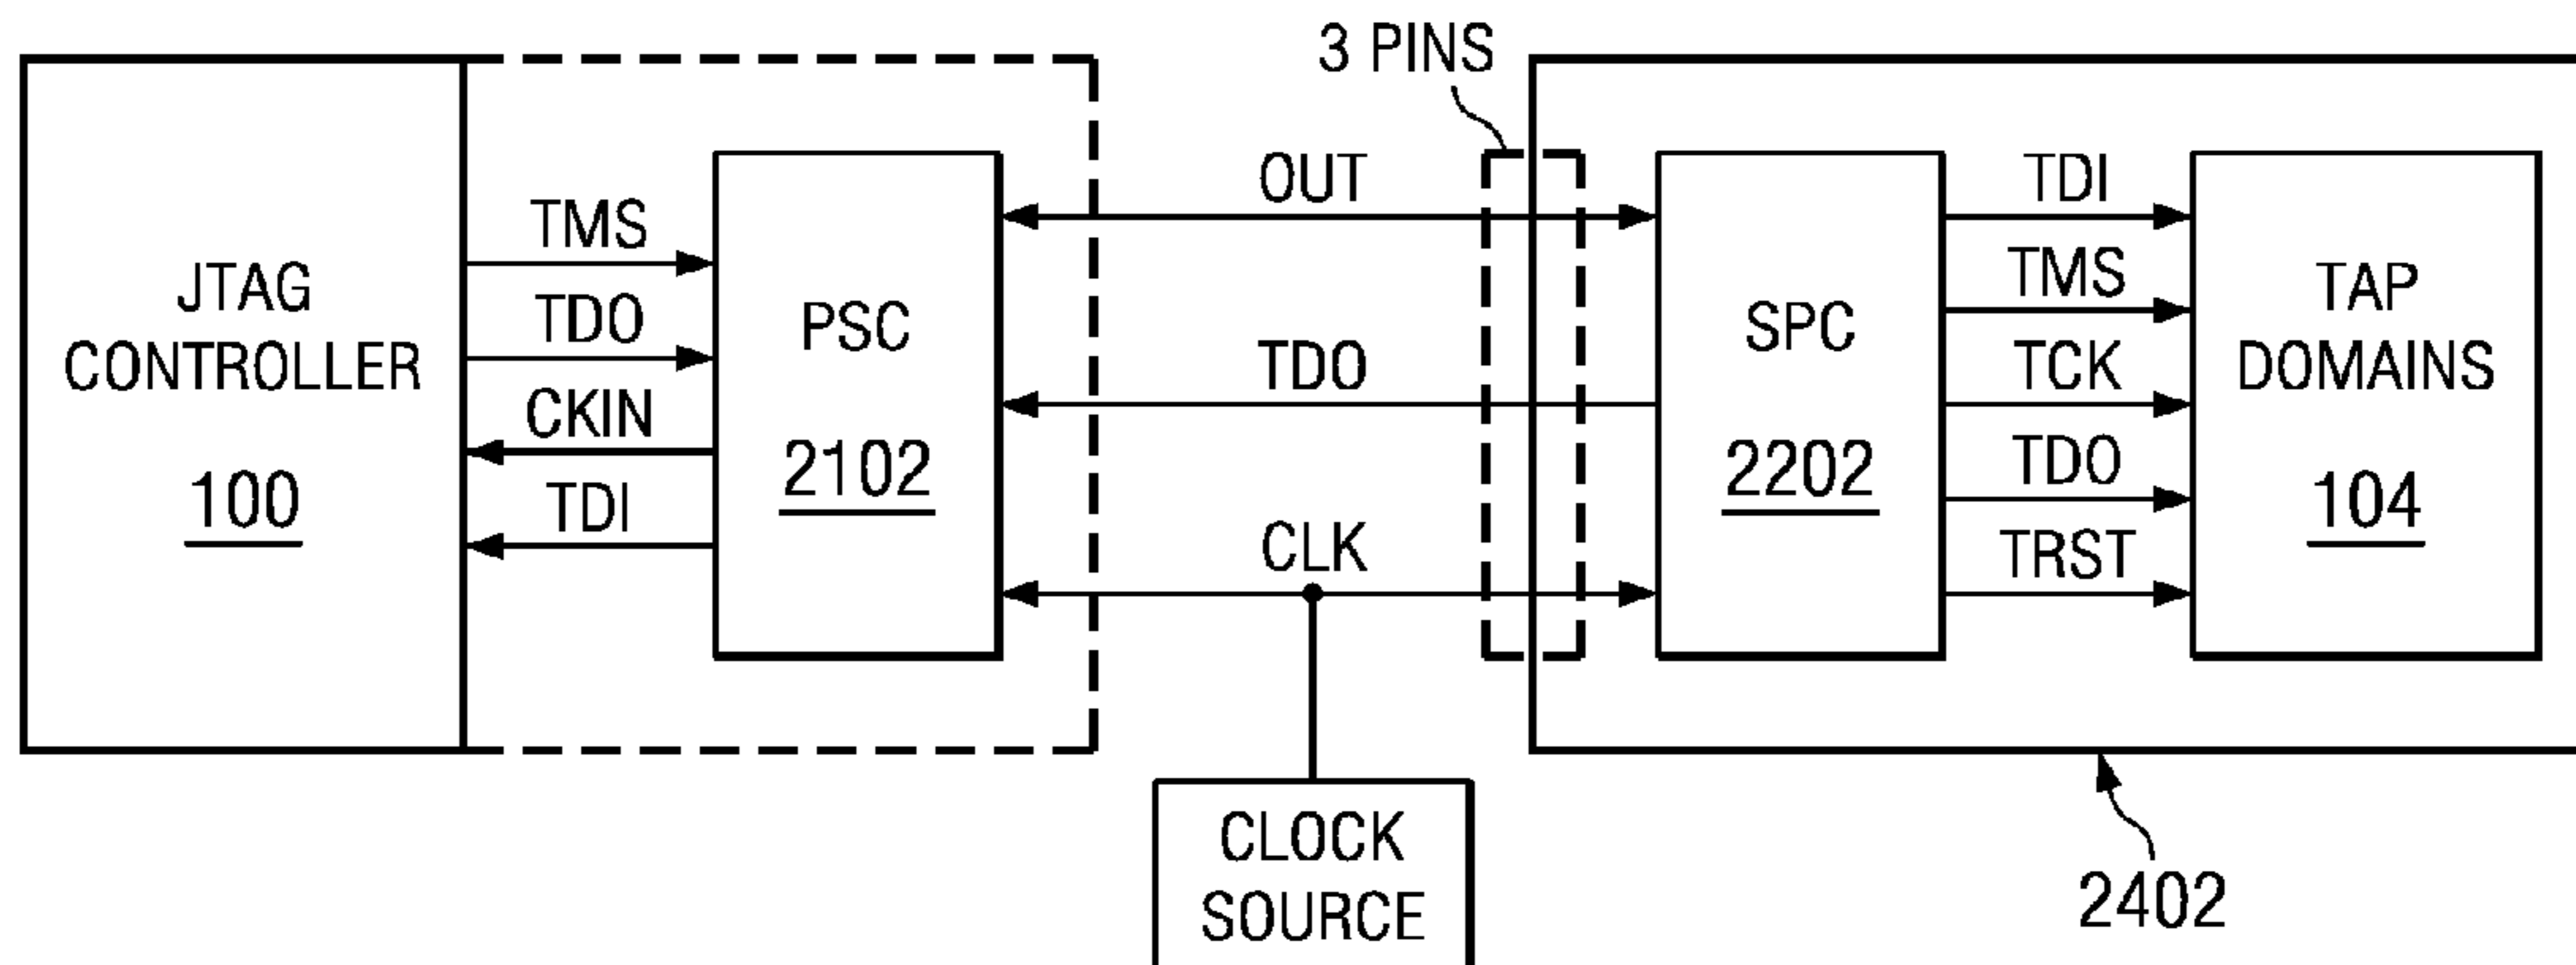 3 PINS
JTAG
CONTROLLER
100
TMS
TDO
CKIN
TDI
PSC
2102
OUT
TDO
CLK
SPC
2202
TDI
TMS
TCK
TDO
TRST
TAP
DOMAINS
104
CLOCK
SOURCE
2402